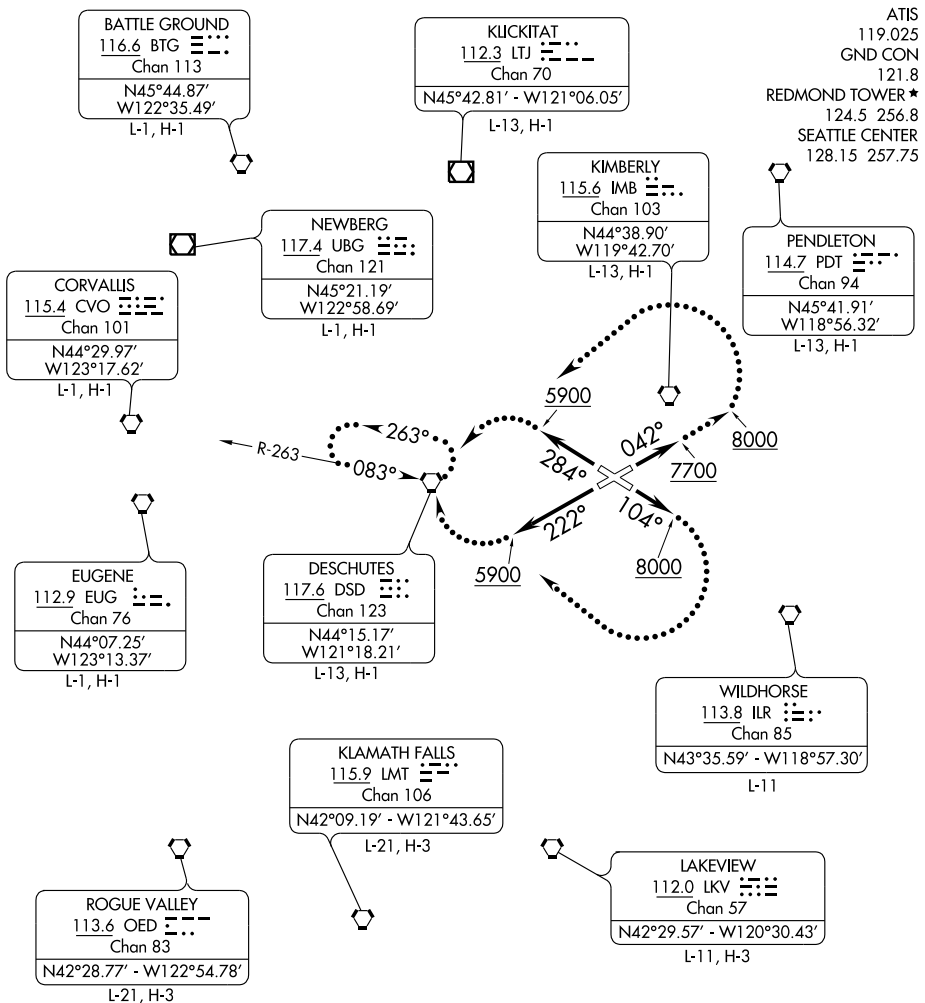 BATTLE GROUND
116.6 BTG
Chan 113
N45°44.87′
W122°35.49′
L-1, H-1
KLICKITAT
112.3 LTJ
Chan 70
N45°42.81′ - W121°06.05′
L-13, H-1
ATIS
119.025
GND CON
121.8
REDMOND TOWER ★
124.5 256.8
SEATTLE CENTER
128.15 257.75
KIMBERLY
115.6 IMB
Chan 103
N44°38.90′
W119°42.70′
L-13, H-1
NEWBERG
117.4 UBG
Chan 121
N45°21.19′
W122°58.69′
L-1, H-1
PENDLETON
114.7 PDT
Chan 94
N45°41.91′
W118°56.32′
L-13, H-1
CORVALLIS
115.4 CVO
Chan 101
N44°29.97′
W123°17.62′
L-1, H-1
5900
8000
042°
7700
284°
263°
R-263
083°
104°
222°
8000
5900
EUGENE
112.9 EUG
Chan 76
N44°07.25′
W123°13.37′
L-1, H-1
DESCHUTES
117.6 DSD
Chan 123
N44°15.17′
W121°18.21′
L-13, H-1
WILDHORSE
113.8 ILR
Chan 85
N43°35.59′ - W118°57.30′
L-11
KLAMATH FALLS
115.9 LMT
Chan 106
N42°09.19′ - W121°43.65′
L-21, H-3
ROGUE VALLEY
113.6 OED
Chan 83
N42°28.77′ - W122°54.78′
L-21, H-3
LAKEVIEW
112.0 LKV
Chan 57
N42°29.57′ - W120°30.43′
L-11, H-3